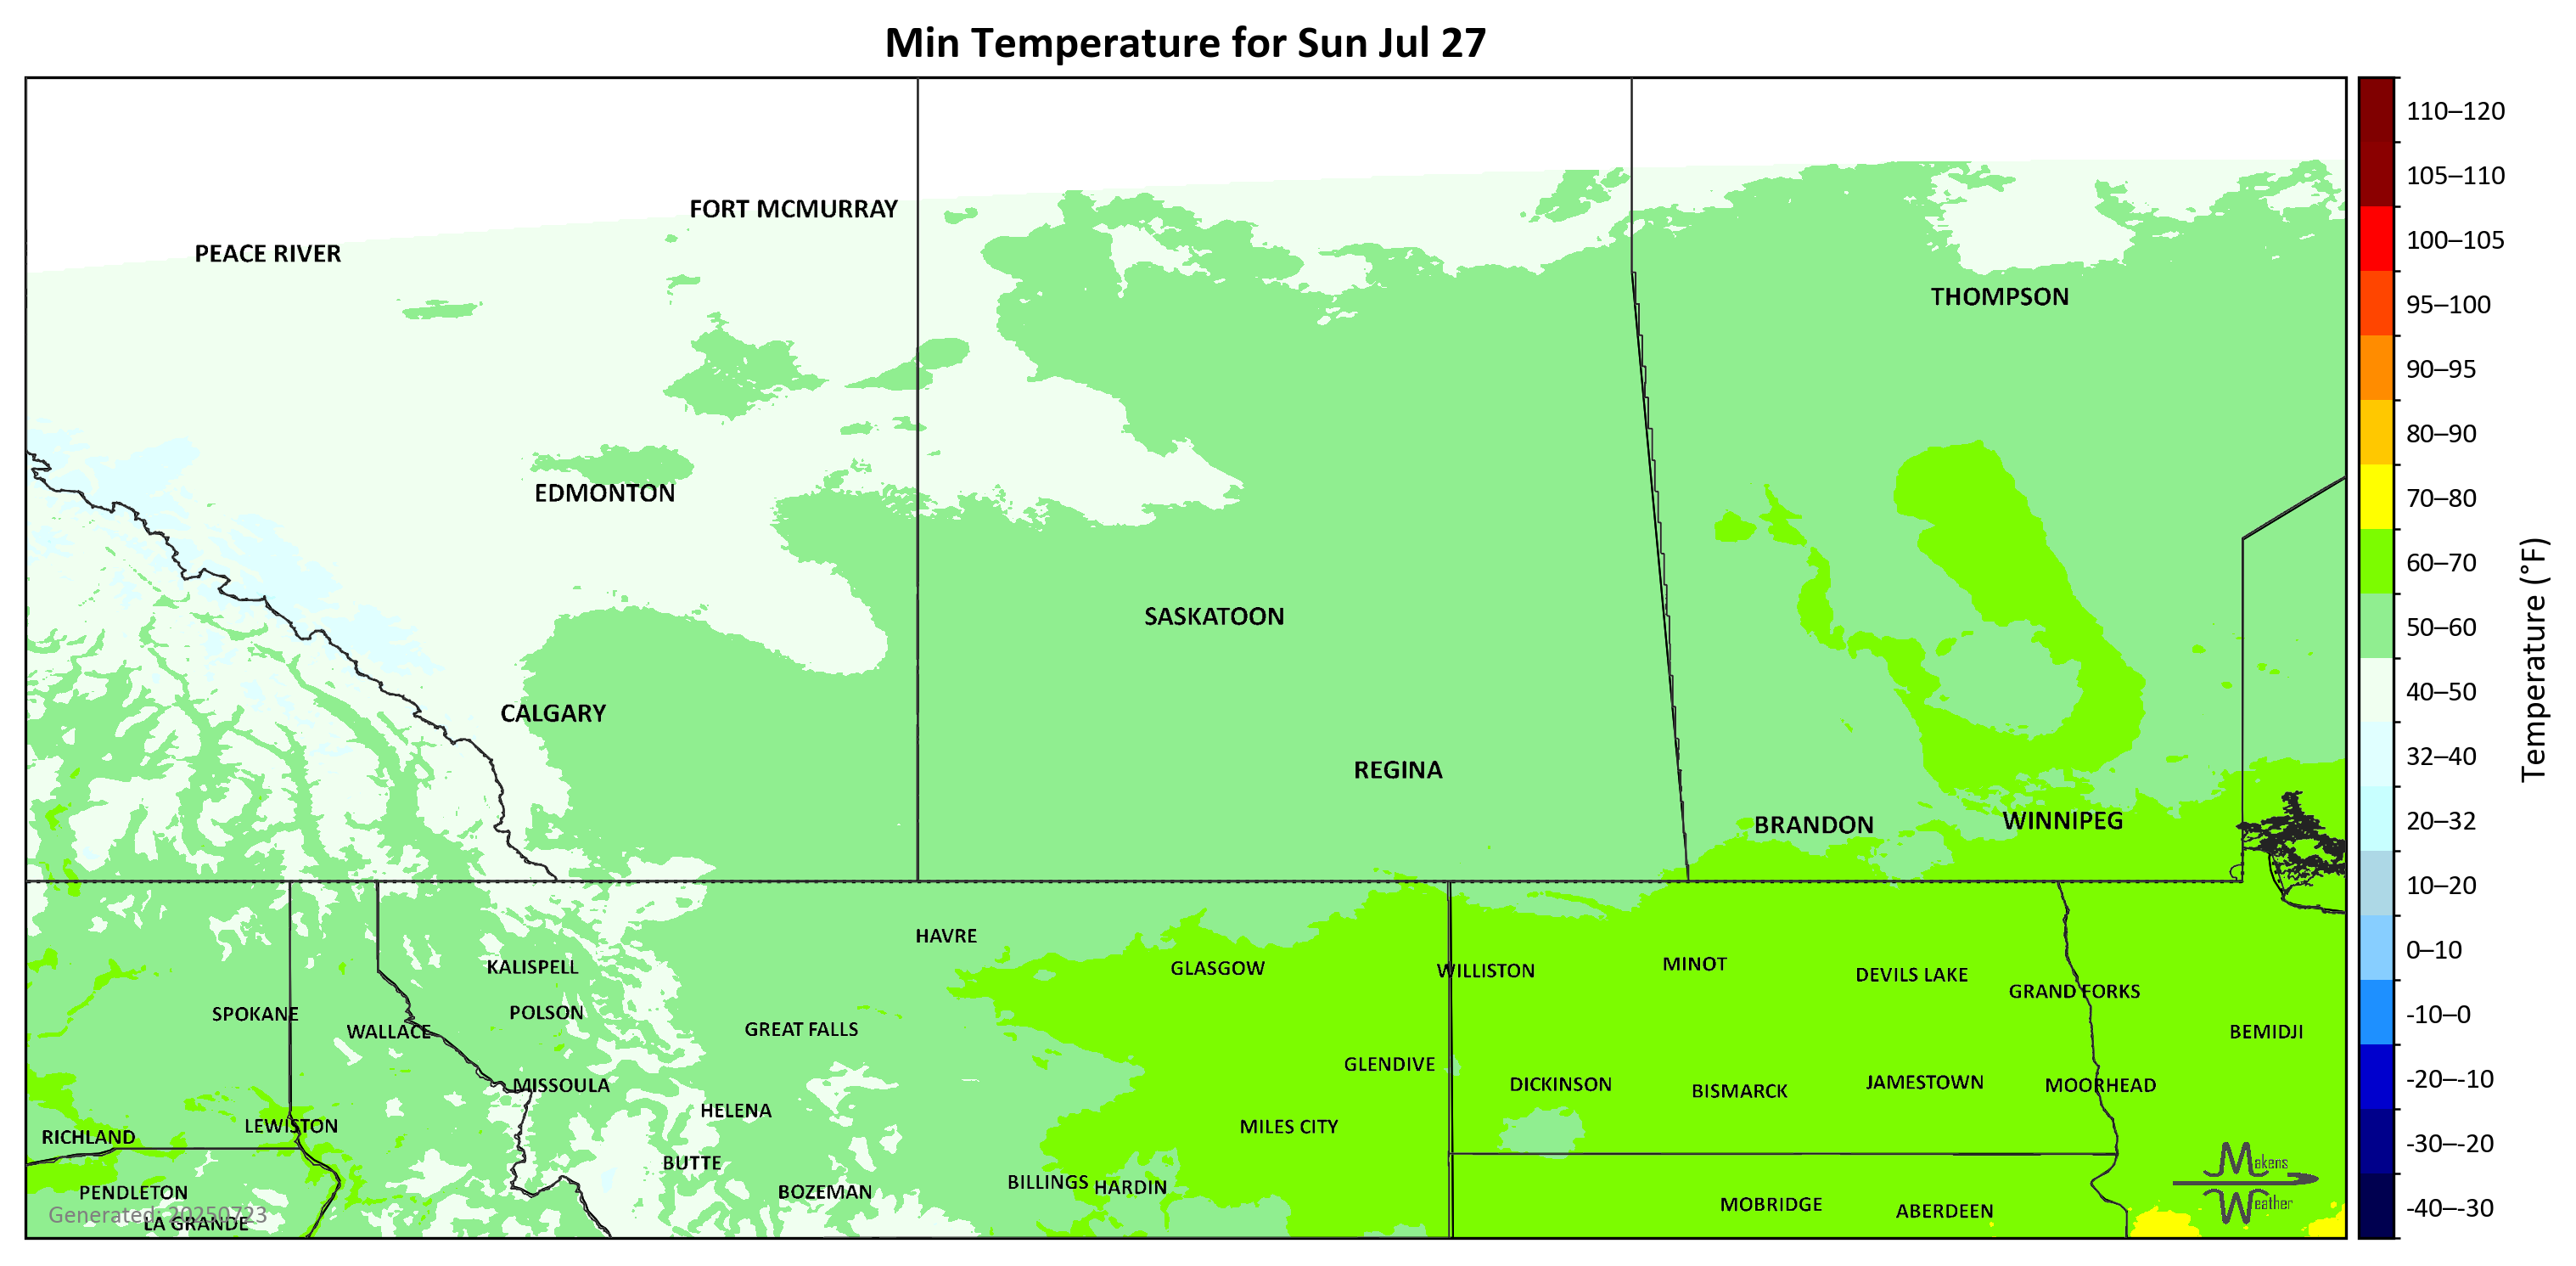 Min Temperature for Sun Jul 27
FORT MCMURRAY
PEACE RIVER
THOMPSON
EDMONTON
SASKATOON
CALGARY
REGINA
BRANDON
WINNIPEG
HAVRE
KALISPELL
GLASGOW
WILLISTON
MINOT
DEVILS LAKE
GRAND FORKS
SPOKANE
POLSON
WALLACE
GREAT FALLS
BEMIDJI
GLENDIVE
MISSOULA
DICKINSON
BISMARCK
JAMESTOWN
MOORHEAD
HELENA
LEWISTON
MILES CITY
RICHLAND
BUTTE
BILLINGS
HARDIN
PENDLETON
BOZEMAN
MOBRIDGE
ABERDEEN
Generated: 20250723
LA GRANDE
Makens
Weather
110–120
105–110
100–105
95–100
90–95
80–90
70–80
60–70
50–60
40–50
32–40
20–32
10–20
0–10
-10–0
-20–-10
-30–-20
-40–-30
Temperature (°F)